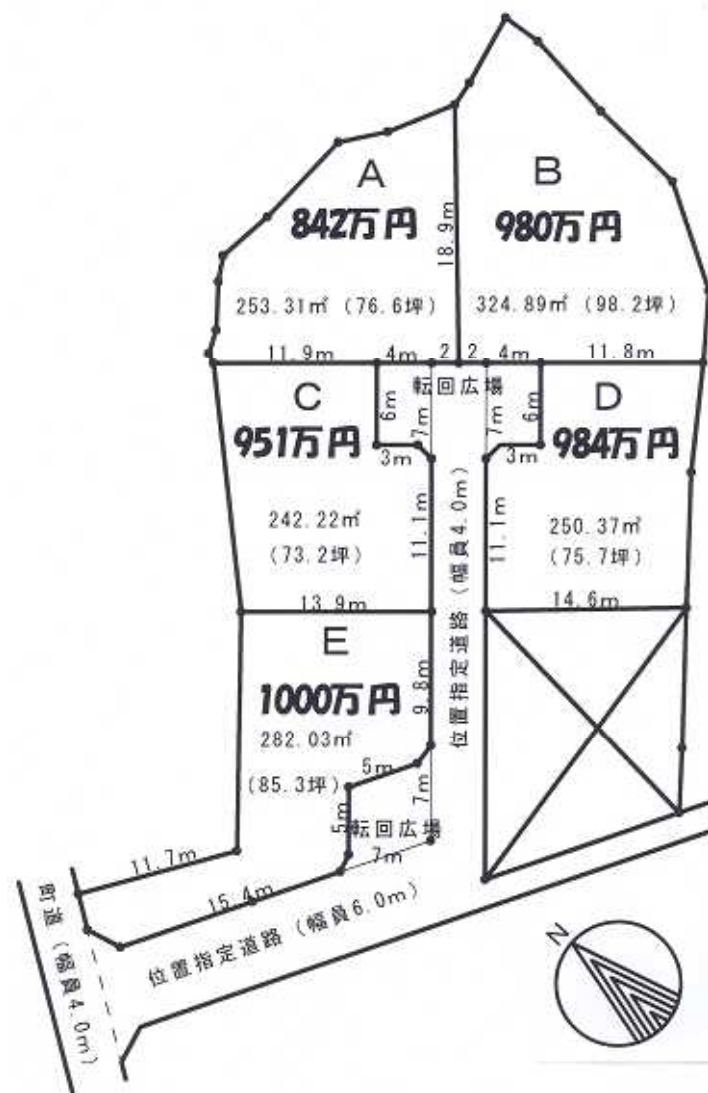 A
842万円
253.31㎡ (76.6坪)
B
980万円
324.89㎡ (98.2坪)
18.9m
11.9m
4m
2
2
4m
11.8m
転回広場
C
951万円
242.22㎡
(73.2坪)
6m
7m
3m
11.1m
13.9m
D
984万円
250.37㎡
(75.7坪)
7m
6m
3m
11.1m
14.6m
位置指定道路 (幅員4.0m)
E
1000万円
282.03㎡
(85.3坪)
9.8m
5m
5m
7m
転回広場
7m
11.7m
15.4m
位置指定道路 (幅員6.0m)
町道 (幅員4.0m)
N